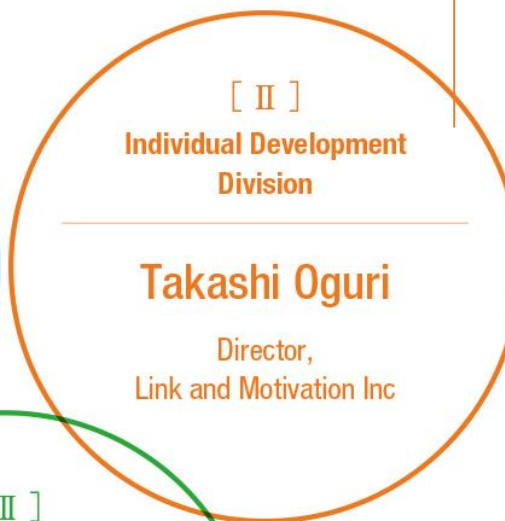 [ Ⅱ ]
Individual Development
Division
Takashi Oguri
Director,
Link and Motivation Inc